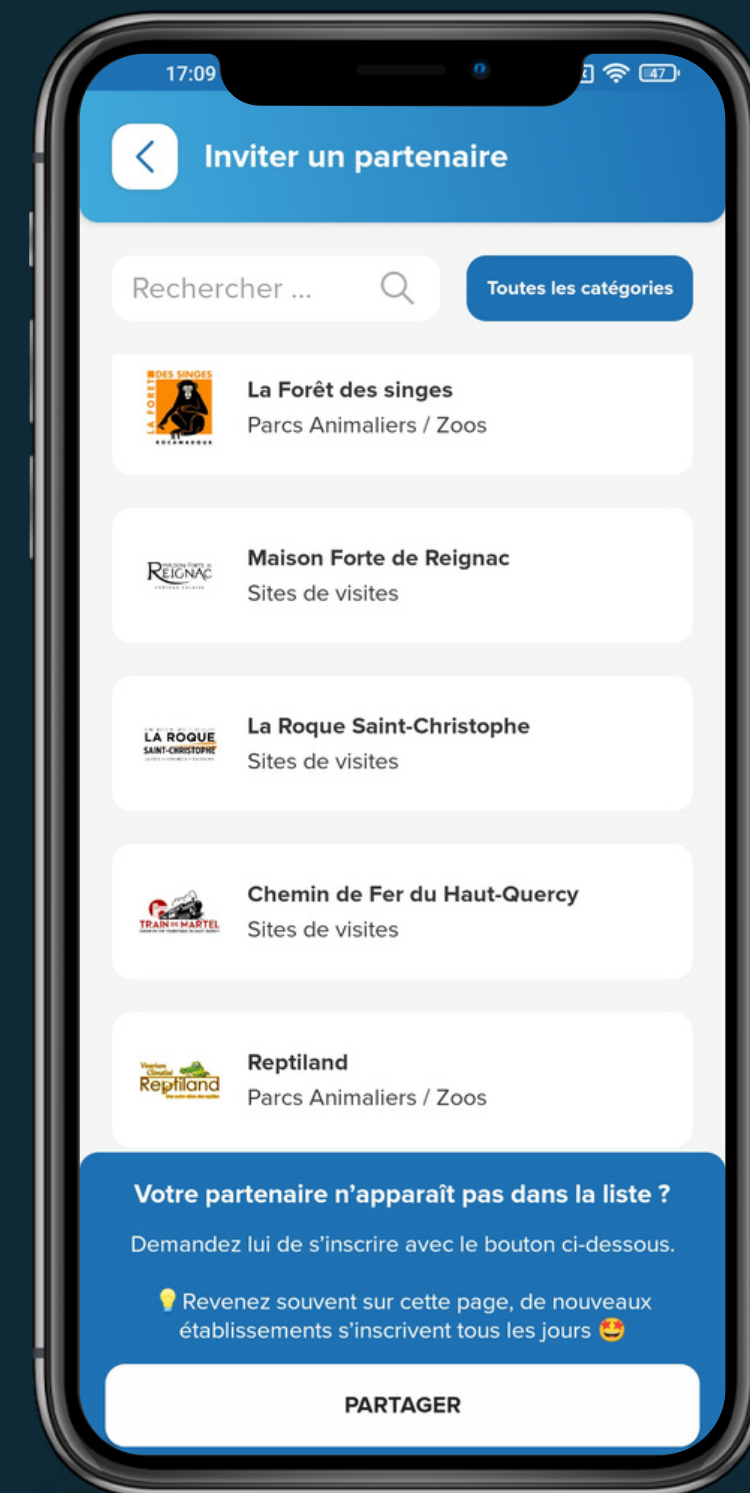 17:09
47
Inviter un partenaire
Rechercher ...
Toutes les catégories
DES SINGES
LA FORET
ROCAMADOUR
La Forêt des singes
Parcs Animaliers / Zoos
REIGNAC
Maison Forte de Reignac
Sites de visites
LA ROQUE
SAINT-CHRISTOPHE
La Roque Saint-Christophe
Sites de visites
TRAIN DE MARTEL
Chemin de Fer du Haut-Quercy
Sites de visites
Vivarium
Climatisé
Reptiland
Reptiland
Parcs Animaliers / Zoos
Votre partenaire n’apparaît pas dans la liste ?
Demandez lui de s’inscrire avec le bouton ci-dessous.
💡Revenez souvent sur cette page, de nouveaux
établissements s’inscrivent tous les jours 🤩
PARTAGER